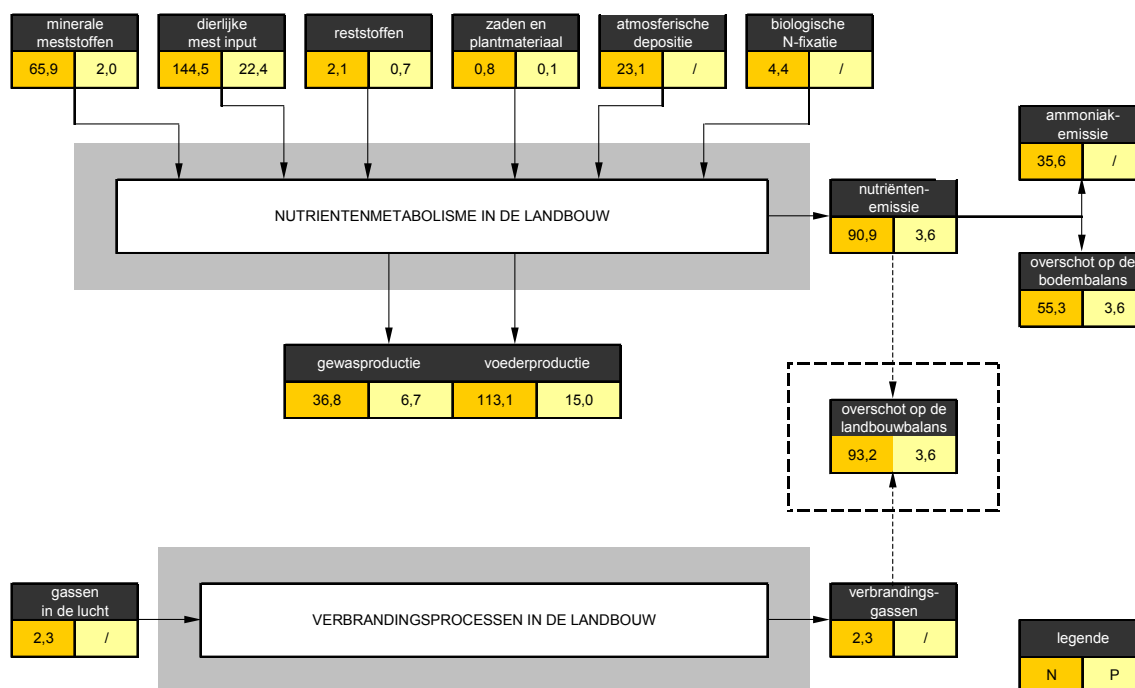 minerale
meststoffen
65,9 2,0
dierlijke
mest input
144,5 22,4
reststoffen
2,1 0,7
zaden en
plantmateriaal
0,8 0,1
atmosferische
depositie
23,1 /
biologische
N-fixatie
4,4 /
ammoniak-
emissie
35,6 /
NUTRIENTENMETABOLISME IN DE LANDBOUW
nutriënten-
emissie
90,9 3,6
overschot op de
bodembalans
55,3 3,6
gewasproductie voederproductie
36,8 6,7 113,1 15,0
overschot op de
landbouwbalans
93,2 3,6
gassen
in de lucht
2,3 /
VERBRANDINGSPROCESSEN IN DE LANDBOUW
verbrandings-
gassen
2,3 /
legende
N P